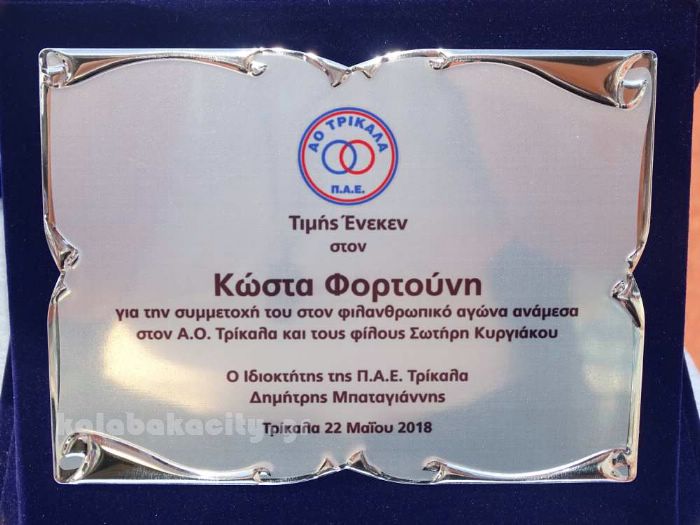 ΑΟ ΤΡΙΚΑΛΑ
Π.Α.Ε.
Τιμής Ένεκεν
στον
Κώστα Φορτούνη
για την συμμετοχή του στον φιλανθρωπικό αγώνα ανάμεσα
στον Α.Ο. Τρίκαλα και τους φίλους Σωτήρη Κυργιάκου
Ο Ιδιοκτήτης της Π.Α.Ε. Τρίκαλα
Δημήτρης Μπαταγιάννης
kalabakacity.gr
Τρίκαλα 22 Μαΐου 2018